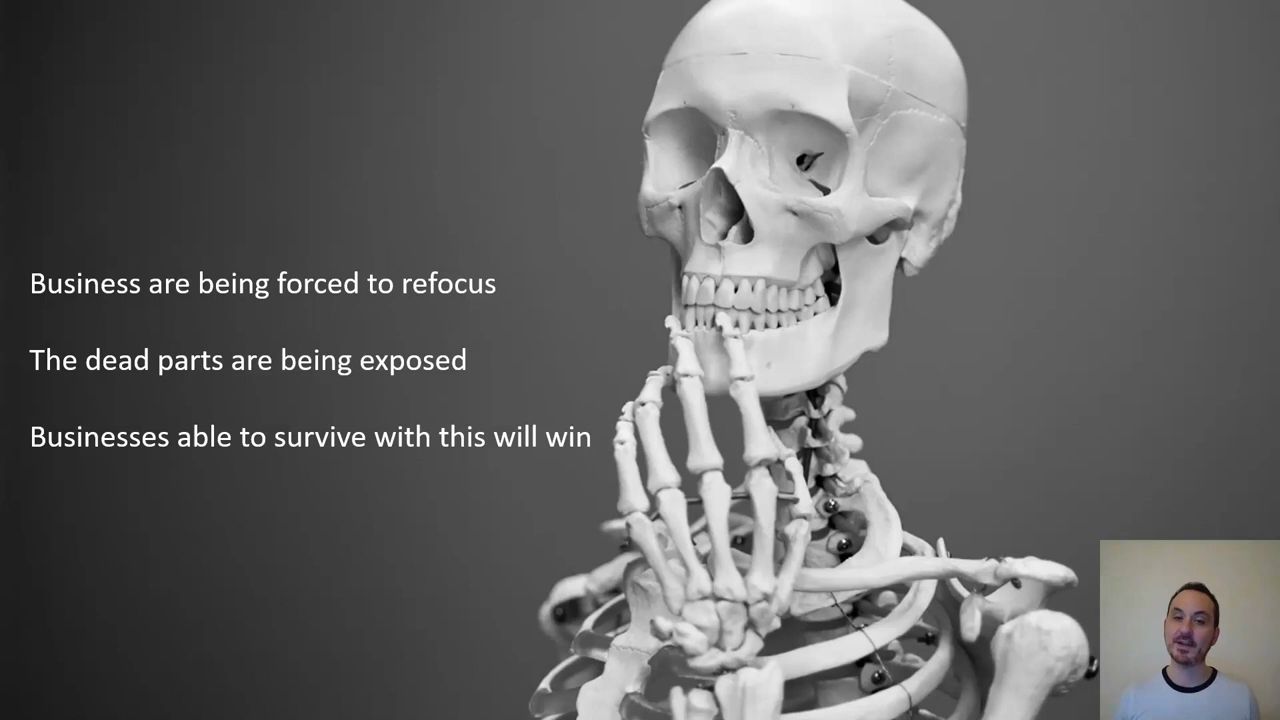 Business are being forced to refocus
The dead parts are being exposed
Businesses able to survive with this will win